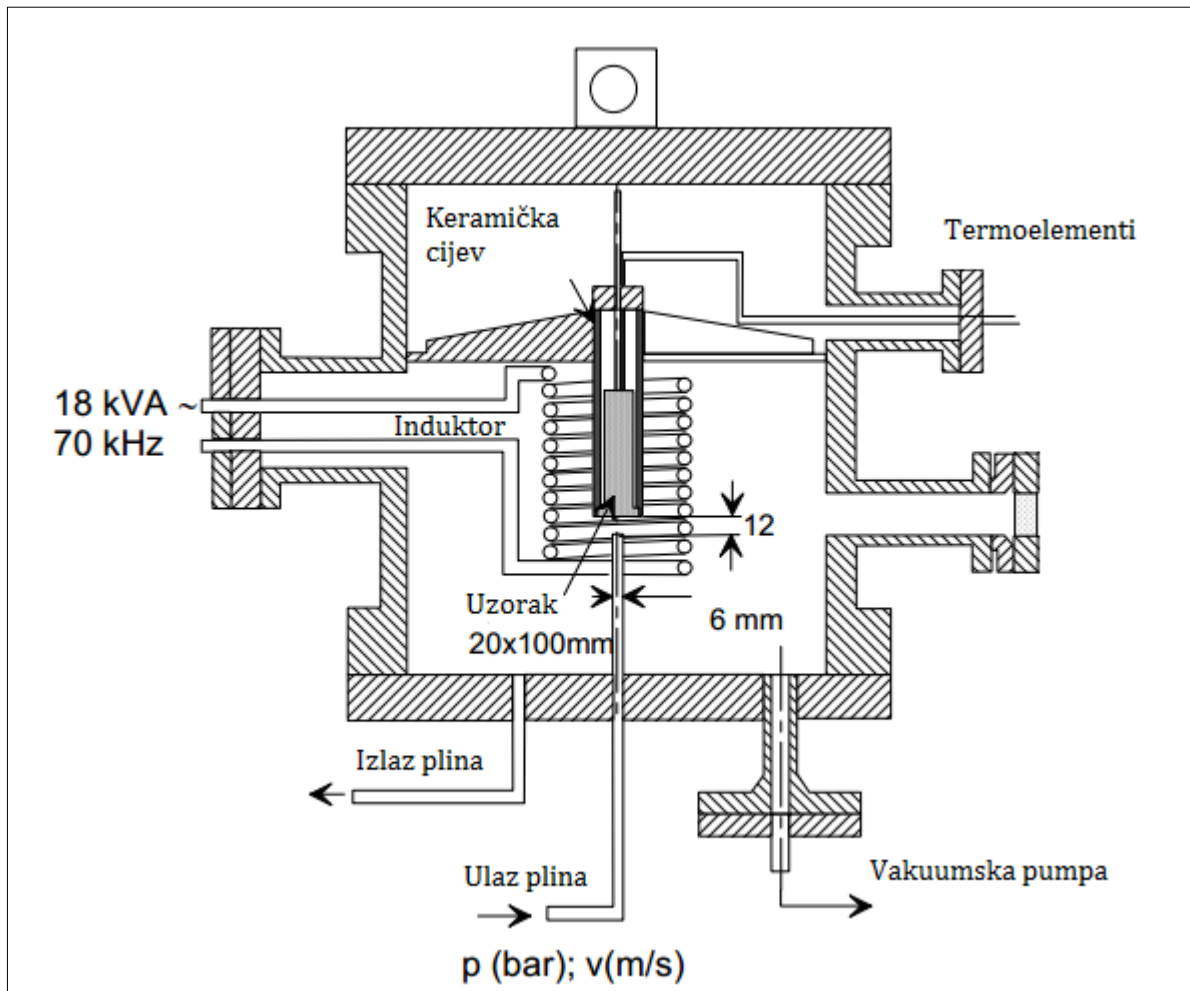 Keramička
cijev
Termoelementi
18 kVA ~
70 kHz
Induktor
12
Uzorak
20x100mm
6 mm
Izlaz plina
Ulaz plina
Vakuumska pumpa
p (bar); v(m/s)